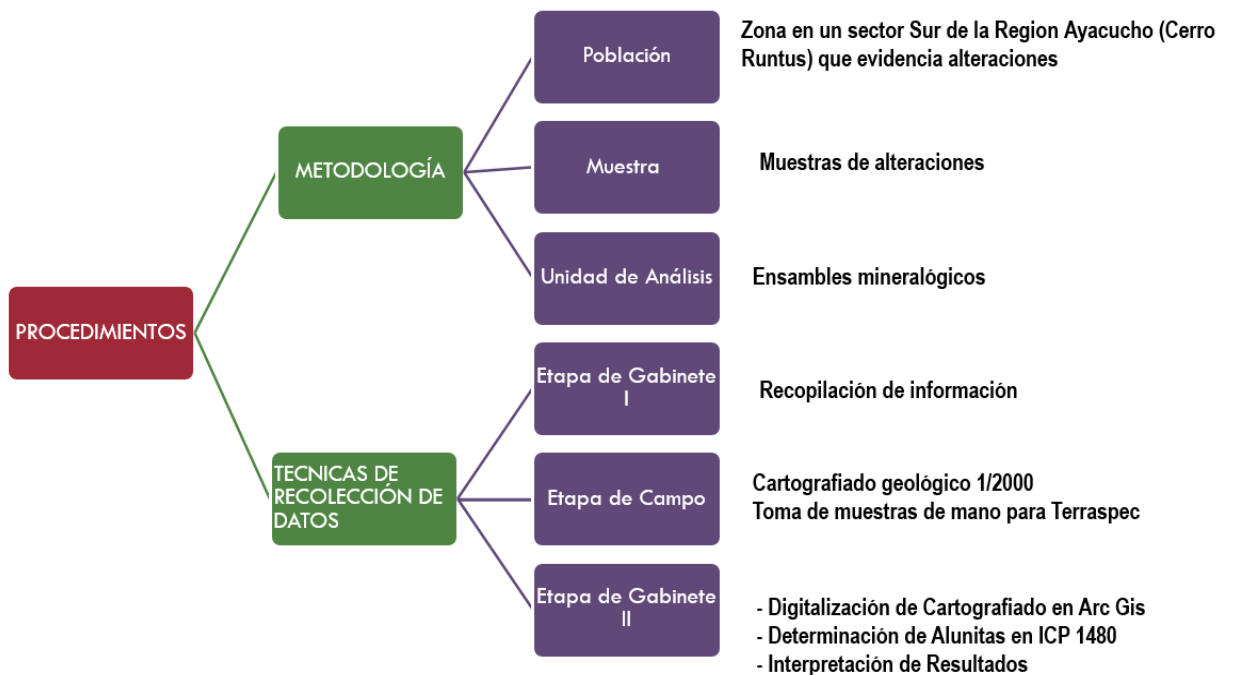 PROCEDIMIENTOS
METODOLOGÍA
Población
Zona en un sector Sur de la Region Ayacucho (Cerro
Runtus) que evidencia alteraciones
Muestra
Muestras de alteraciones
Unidad de Análisis
Ensambles mineralógicos
TECNICAS DE
RECOLECCIÓN DE
DATOS
Etapa de Gabinete
I
Recopilación de información
Etapa de Campo
Cartografiado geológico 1/2000
Toma de muestras de mano para Terraspec
Etapa de Gabinete
II
- Digitalización de Cartografiado en Arc Gis
- Determinación de Alunitas en ICP 1480
- Interpretación de Resultados